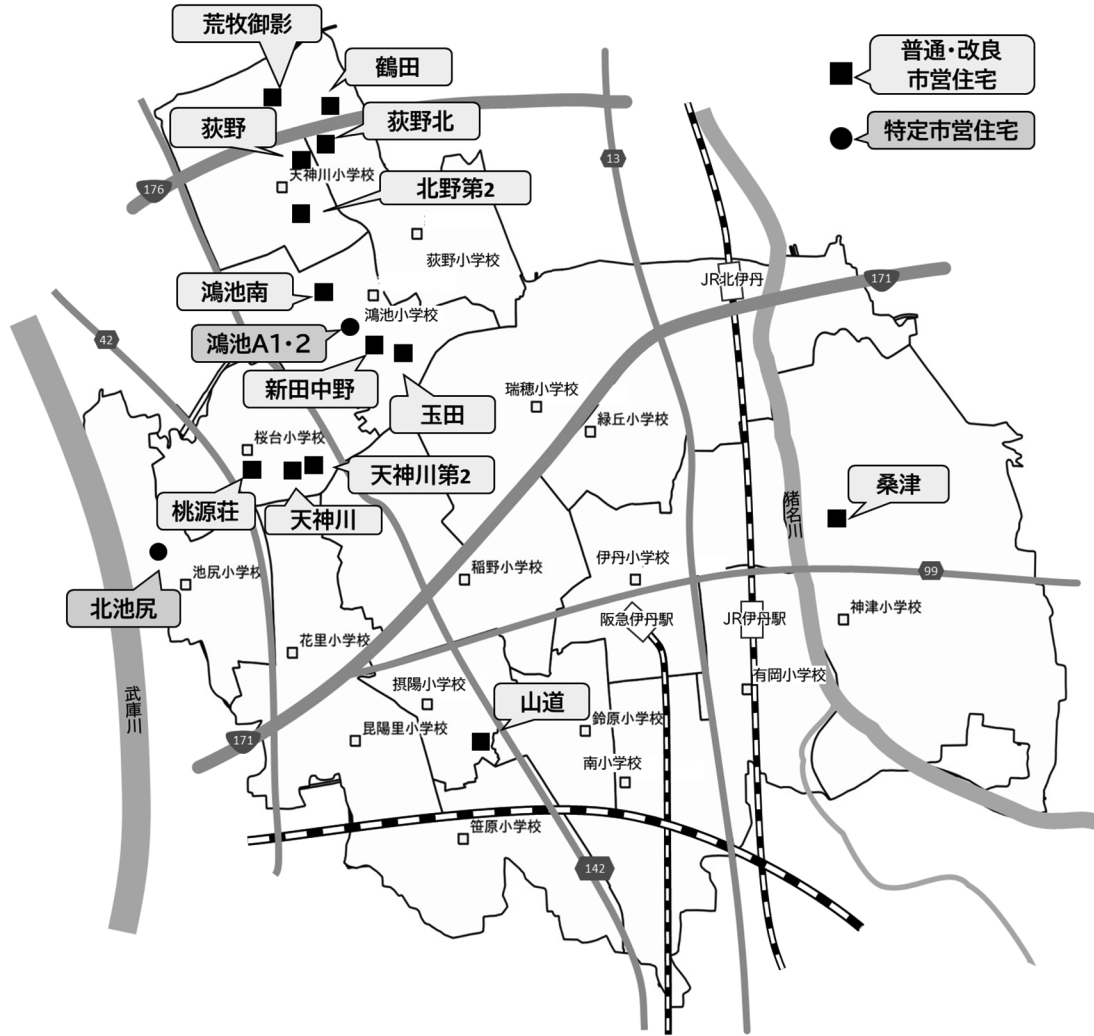 荒牧御影
鶴田
荻野
荻野北
天神川小学校
北野第2
176
13
普通・改良
市営住宅
特定市営住宅
荻野小学校
鴻池南
鴻池小学校
鴻池A1・2
新田中野
玉田
42
JR北伊丹
171
瑞穂小学校
緑丘小学校
桜台小学校
天神川第2
桃源荘
天神川
桑津
猪名川
池尻小学校
北池尻
稲野小学校
伊丹小学校
99
阪急伊丹駅
JR伊丹駅
神津小学校
花里小学校
有岡小学校
摂陽小学校
山道
武庫川
171
昆陽里小学校
鈴原小学校
南小学校
笹原小学校
142